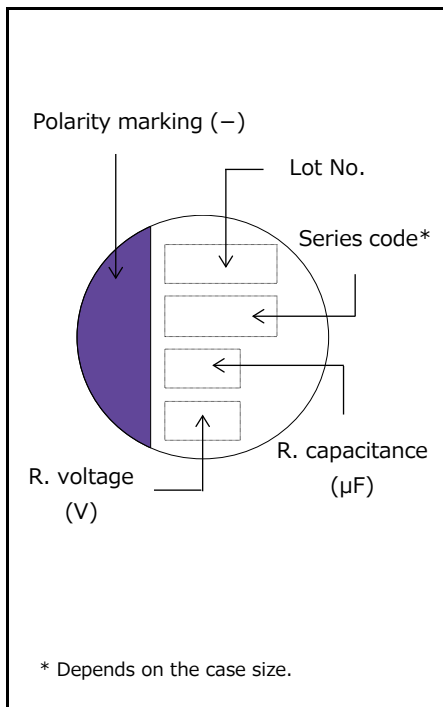 Polarity marking (−)
Lot No.
Series code*
R. capacitance
(μF)
R. voltage
(V)
* Depends on the case size.